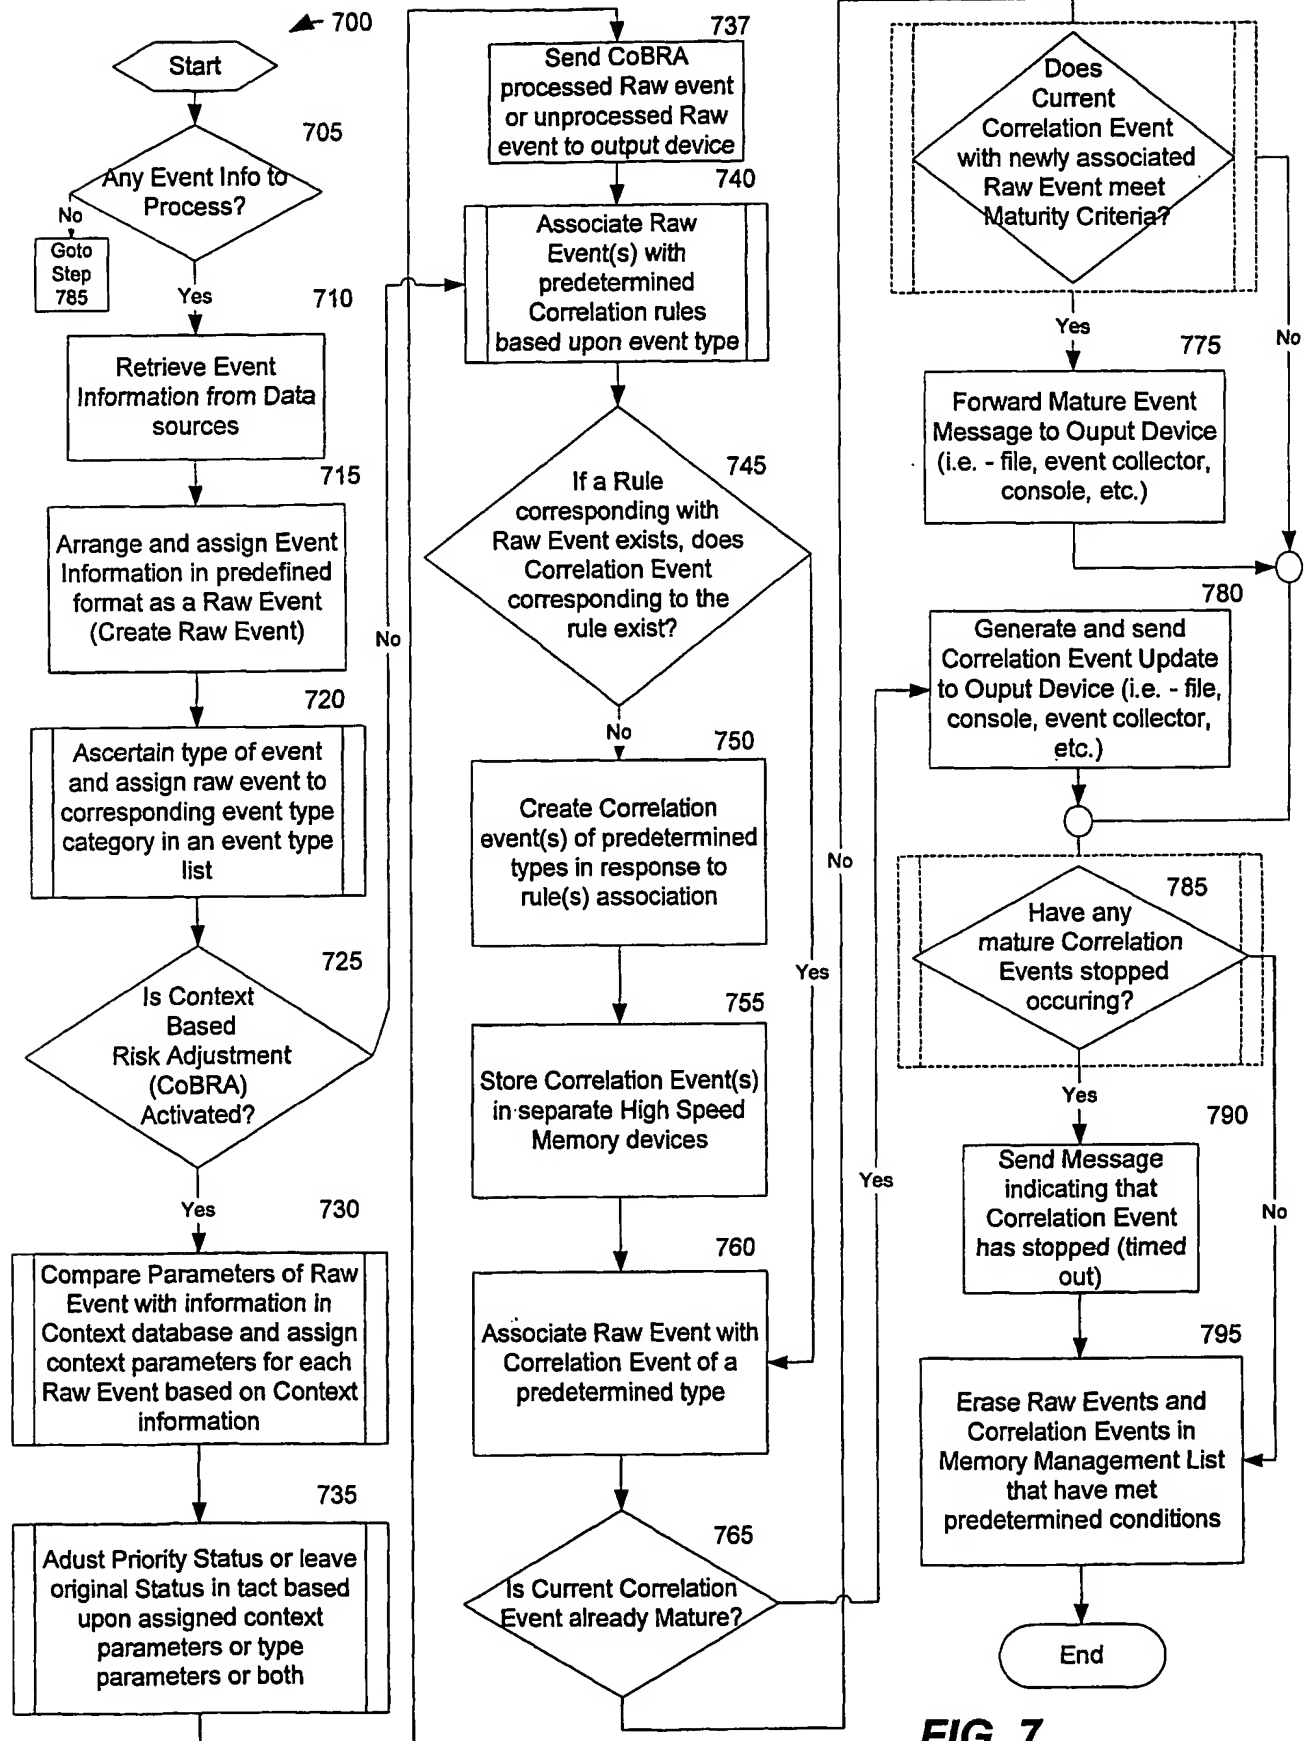 700
Start
705
Any Event Info to
Process?
No
Goto
Step
785
Yes
710
Retrieve Event
Information from Data
sources
715
Arrange and assign Event
Information in predefined
format as a Raw Event
(Create Raw Event)
720
Ascertain type of event
and assign raw event to
corresponding event type
category in an event type
list
725
Is Context
Based
Risk Adjustment
(CoBRA)
Activated?
No
Yes
730
Compare Parameters of Raw
Event with information in
Context database and assign
context parameters for each
Raw Event based on Context
information
735
Adust Priority Status or leave
original Status in tact based
upon assigned context
parameters or type
parameters or both
737
Send CoBRA
processed Raw event
or unprocessed Raw
event to output device
740
Associate Raw
Event(s) with
predetermined
Correlation rules
based upon event type
745
If a Rule
corresponding with
Raw Event exists, does
Correlation Event
corresponding to the
rule exist?
No
Yes
750
Create Correlation
event(s) of predetermined
types in response to
rule(s) association
755
Store Correlation Event(s)
in separate High Speed
Memory devices
760
Associate Raw Event with
Correlation Event of a
predetermined type
765
Is Current Correlation
Event already Mature?
No
Yes
Does
Current
Correlation Event
with newly associated
Raw Event meet
Maturity Criteria?
Yes
No
775
Forward Mature Event
Message to Ouput Device
(i.e. - file, event collector,
console, etc.)
780
Generate and send
Correlation Event Update
to Ouput Device (i.e. - file,
console, event collector,
etc.)
785
Have any
mature Correlation
Events stopped
occuring?
Yes
No
790
Send Message
indicating that
Correlation Event
has stopped (timed
out)
795
Erase Raw Events and
Correlation Events in
Memory Management List
that have met
predetermined conditions
End
FIG. 7